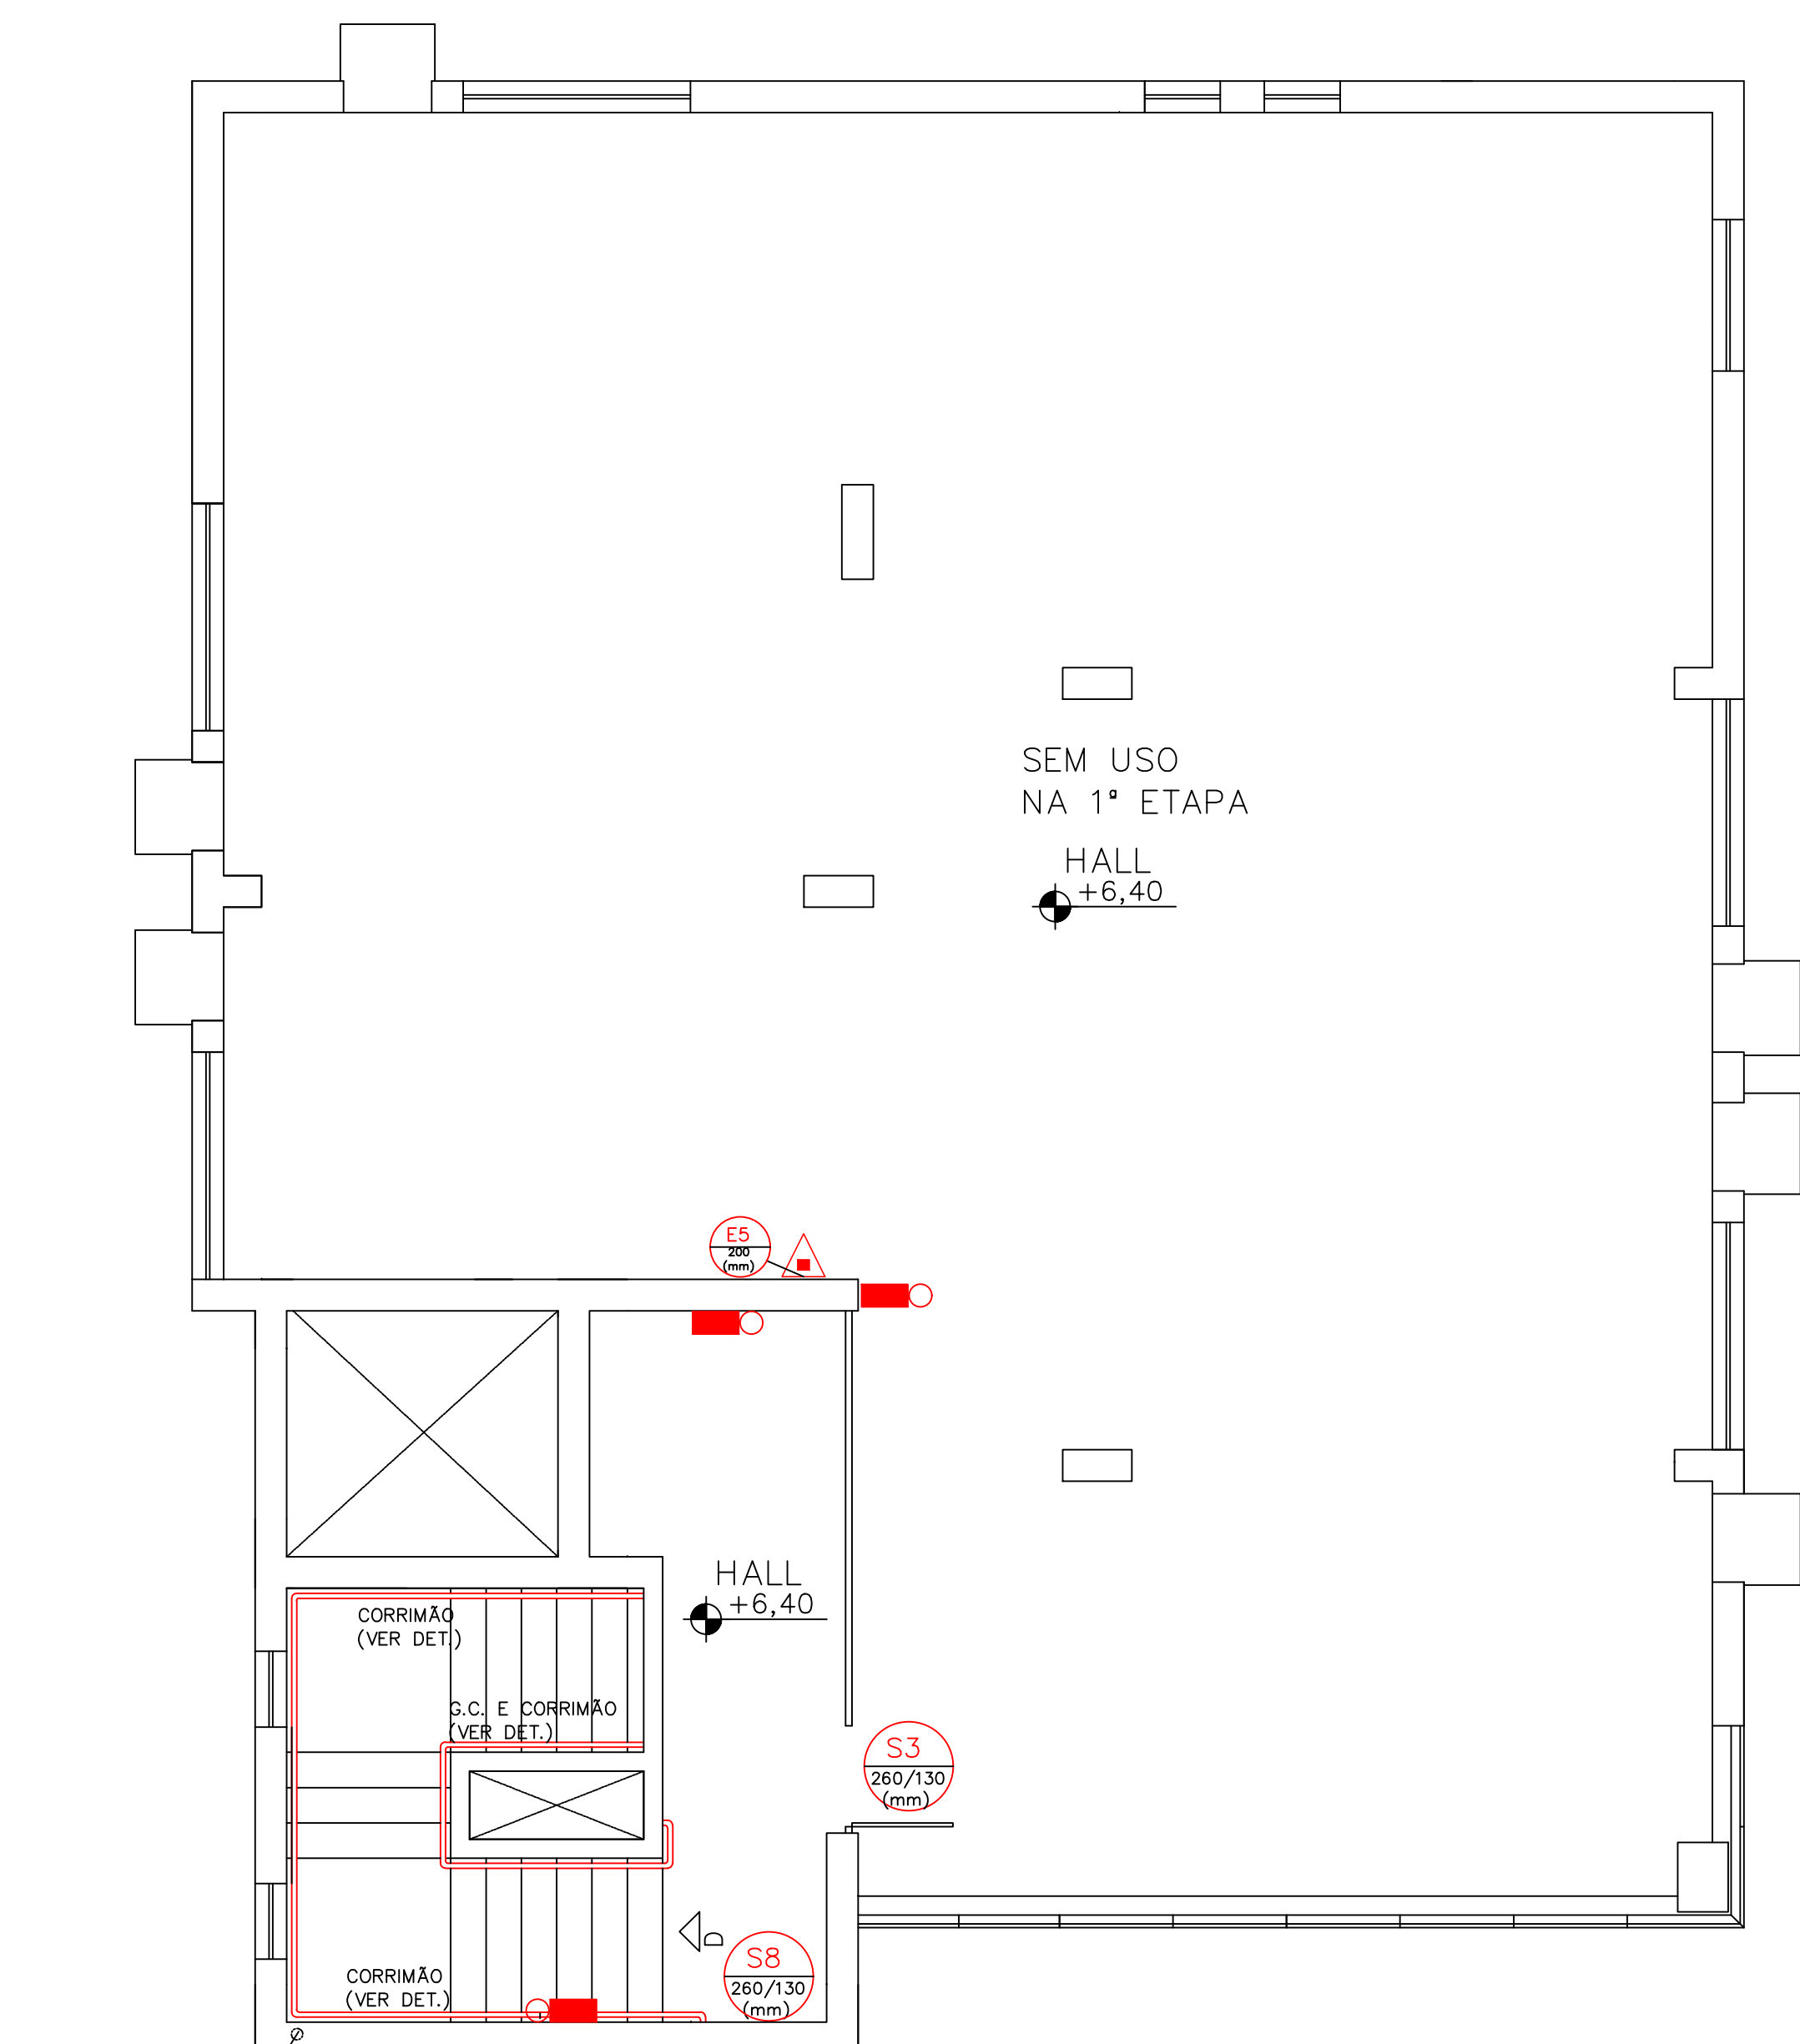 SEM USO
NA 1ª ETAPA
HALL
+6,40
E5
200
(mm)
HALL
+6,40
CORRIMÃO
(VER DET.)
G.C. E CORRIMÃO
(VER DET.)
S3
260/130
(mm)
D
S8
260/130
(mm)
CORRIMÃO
(VER DET.)